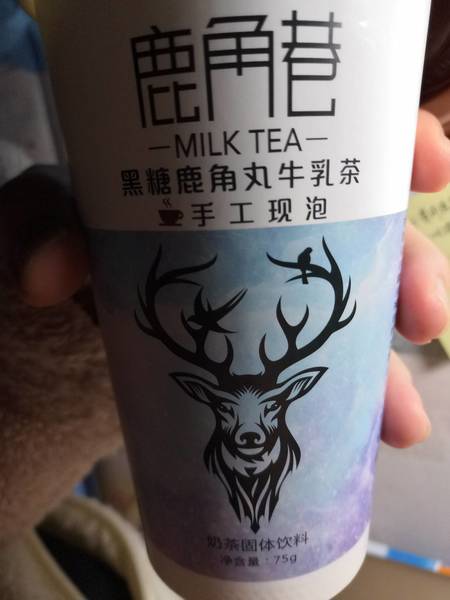 鹿角巷
—MILK TEA—
黑糖鹿角丸牛乳茶
手工现泡
奶茶固体饮料
净含量：75g